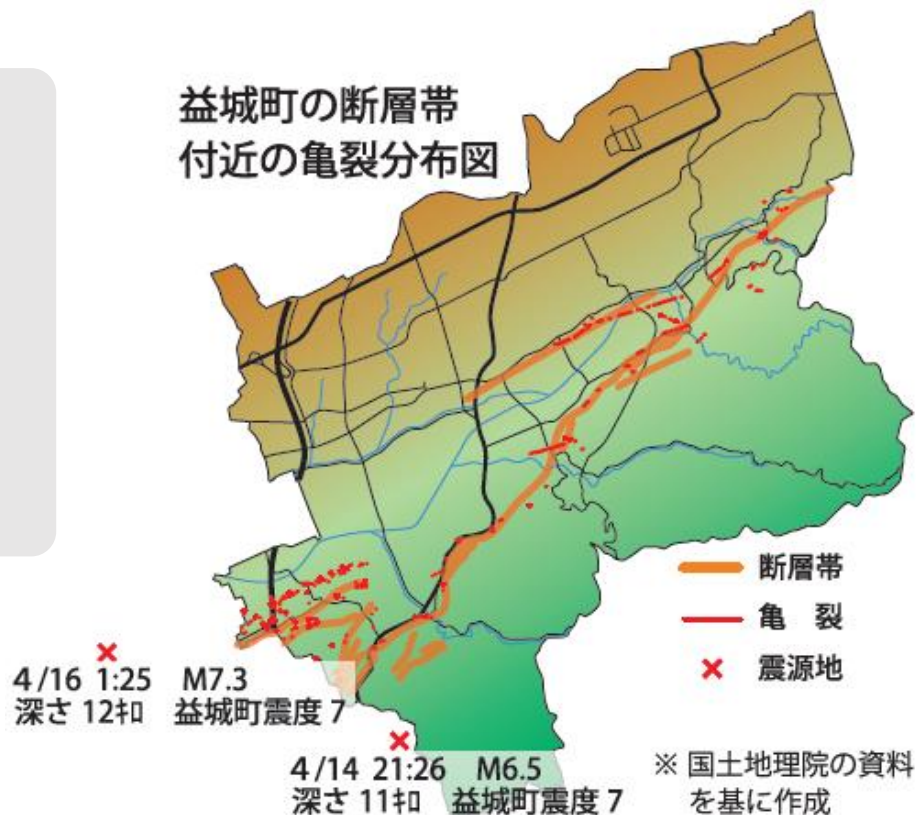 益城町の断層帯
付近の亀裂分布図
断層帯
亀 裂
震源地
4/16 1:25 M7.3
深さ 12㌔ 益城町震度 7
4/14 21:26 M6.5
深さ 11㌔ 益城町震度 7
※ 国土地理院の資料
を基に作成